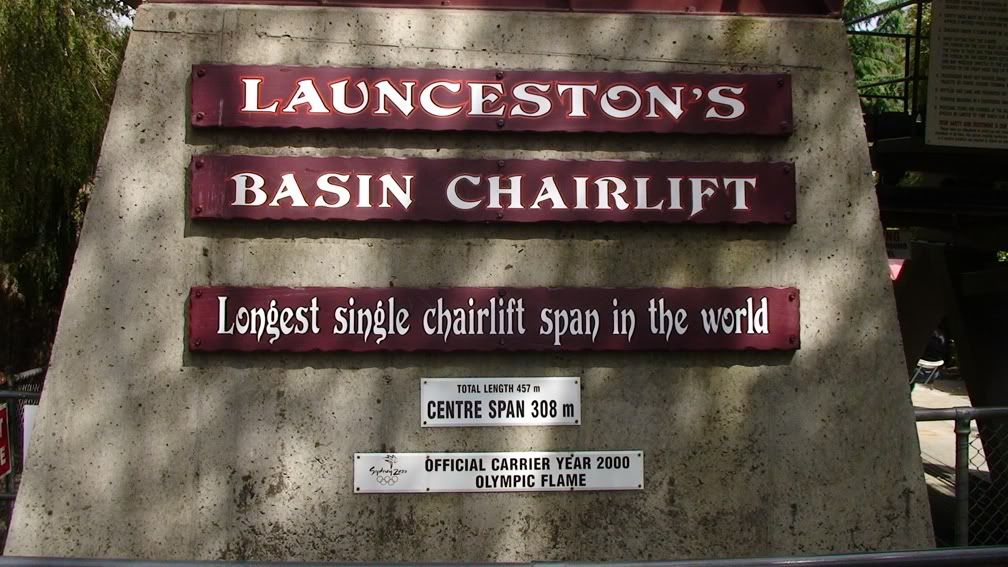 LAUNCESTON'S
BASIN CHAIRLIFT
Longest single chairlift span in the world
TOTAL LENGTH 457 m
CENTRE SPAN 308 m
Sydney 2000
OFFICIAL CARRIER YEAR 2000
OLYMPIC FLAME